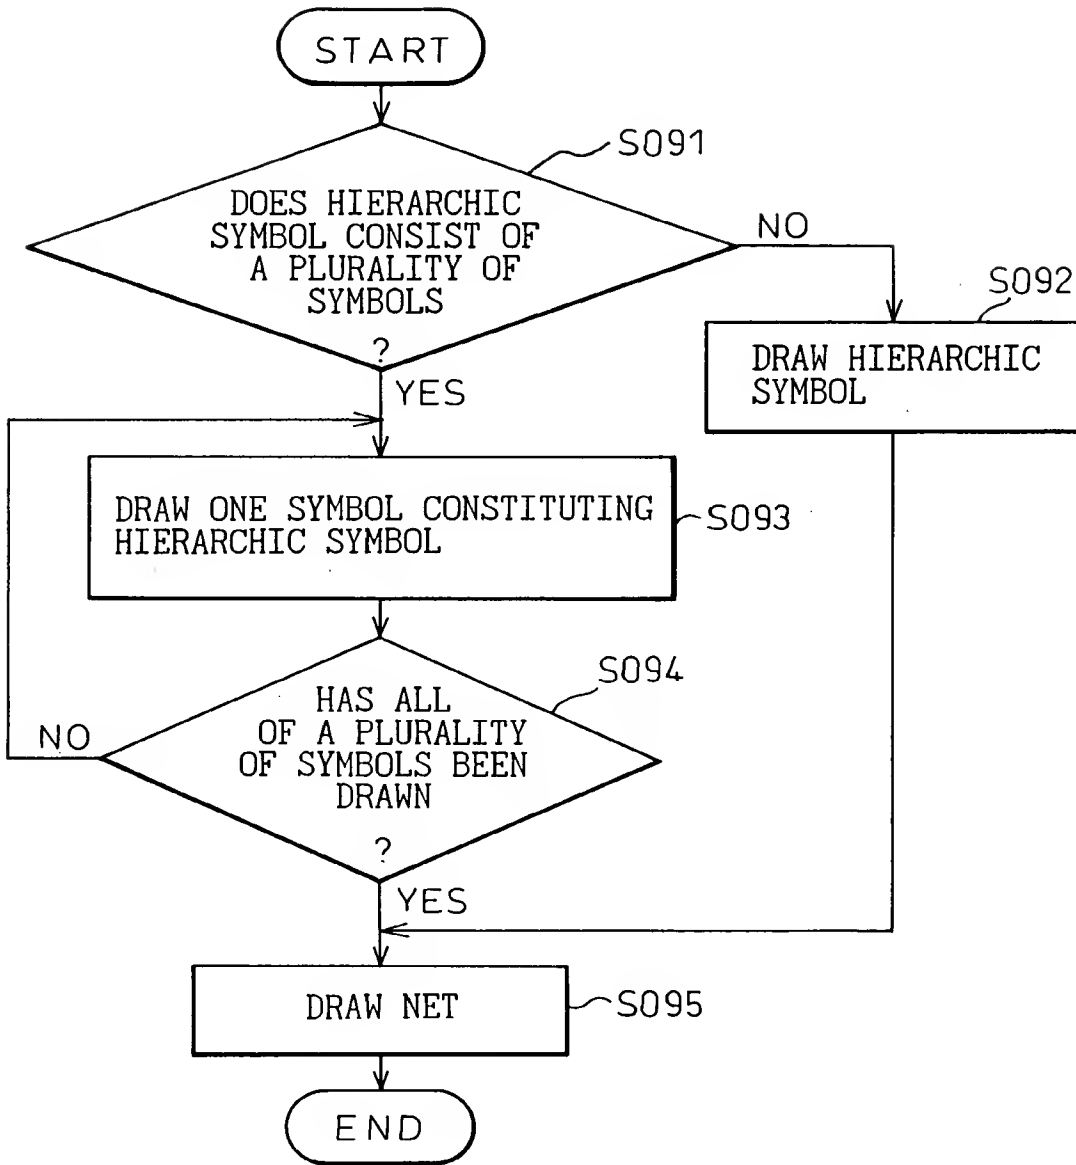 START
S091
DOES HIERARCHIC
SYMBOL CONSIST OF
A PLURALITY OF
SYMBOLS
?
NO
YES
S092
DRAW HIERARCHIC
SYMBOL
DRAW ONE SYMBOL CONSTITUTING
HIERARCHIC SYMBOL
S093
S094
HAS ALL
OF A PLURALITY
OF SYMBOLS BEEN
DRAWN
?
NO
YES
DRAW NET
S095
END